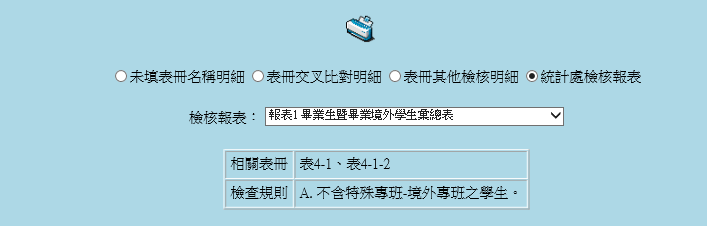 未填表冊名稱明細 表冊交叉比對明細 表冊其他檢核明細 統計處檢核報表
檢核報表： 報表1 畢業生暨畢業境外學生彙總表
相關表冊 表4-1、表4-1-2
檢查規則 A. 不含特殊專班-境外專班之學生。